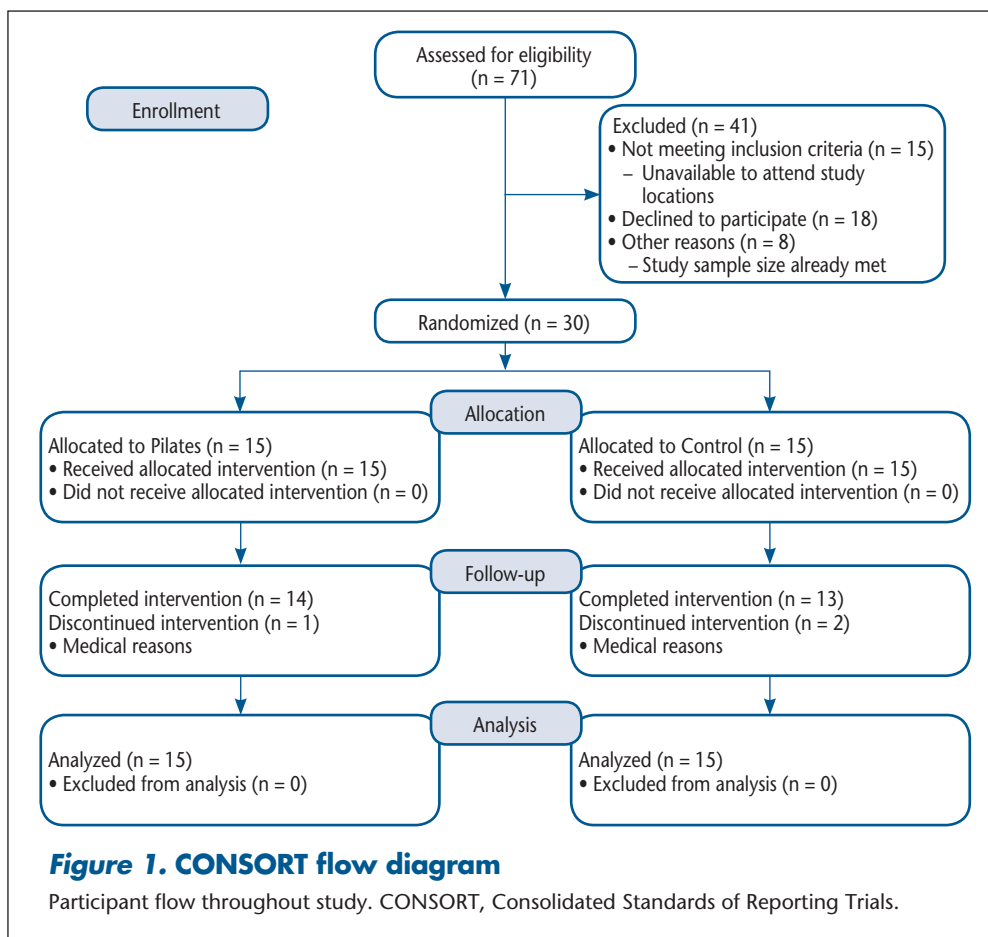 Assessed for eligibility
(n = 71)
Enrollment
Excluded (n = 41)
• Not meeting inclusion criteria (n = 15)
– Unavailable to attend study
locations
• Declined to participate (n = 18)
• Other reasons (n = 8)
– Study sample size already met
Randomized (n = 30)
Allocation
Allocated to Pilates (n = 15)
• Received allocated intervention (n = 15)
• Did not receive allocated intervention (n = 0)
Allocated to Control (n = 15)
• Received allocated intervention (n = 15)
• Did not receive allocated intervention (n = 0)
Follow-up
Completed intervention (n = 14)
Discontinued intervention (n = 1)
• Medical reasons
Completed intervention (n = 13)
Discontinued intervention (n = 2)
• Medical reasons
Analysis
Analyzed (n = 15)
• Excluded from analysis (n = 0)
Analyzed (n = 15)
• Excluded from analysis (n = 0)
Figure 1. CONSORT flow diagram
Participant flow throughout study. CONSORT, Consolidated Standards of Reporting Trials.